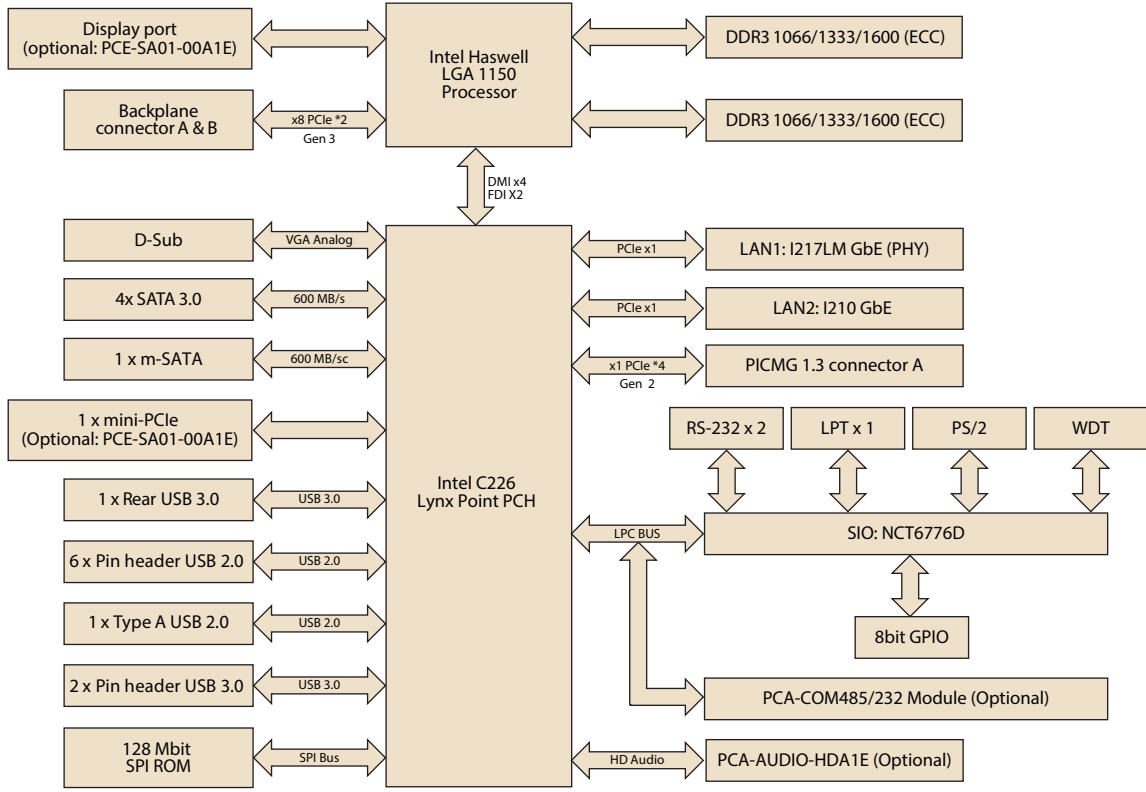 Display port
(optional: PCE-SA01-00A1E)
Intel Haswell
LGA 1150
Processor
DDR3 1066/1333/1600 (ECC)
Backplane
connector A & B
x8 PCIe *2
Gen 3
DDR3 1066/1333/1600 (ECC)
DMI x4
FDI X2
D-Sub
VGA Analog
PCIe x1
LAN1: I217LM GbE (PHY)
4x SATA 3.0
600 MB/s
PCIe x1
LAN2: I210 GbE
1 x m-SATA
600 MB/sc
x1 PCIe *4
Gen 2
PICMG 1.3 connector A
1 x mini-PCIe
(Optional: PCE-SA01-00A1E)
RS-232 x 2
LPT x 1
PS/2
WDT
Intel C226
Lynx Point PCH
1 x Rear USB 3.0
USB 3.0
LPC BUS
SIO: NCT6776D
6 x Pin header USB 2.0
USB 2.0
1 x Type A USB 2.0
USB 2.0
8bit GPIO
2 x Pin header USB 3.0
USB 3.0
PCA-COM485/232 Module (Optional)
128 Mbit
SPI ROM
SPI Bus
HD Audio
PCA-AUDIO-HDA1E (Optional)